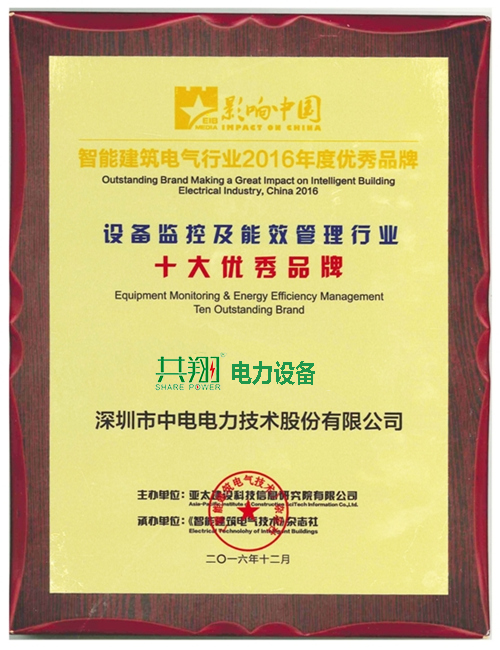 EIB
MEDIA
影响中国
IMPACT ON CHINA
智能建筑电气行业2016年度优秀品牌
Outstanding Brand Making a Great Impact on Intelligent Building
Electrical Industry, China 2016
设备监控及能效管理行业
十大优秀品牌
Equipment Monitoring & Energy Efficiency Management
Ten Outstanding Brand
共翔 电力设备
SHARE POWER
深圳市中电电力技术股份有限公司
主办单位：亚太建设科技信息研究院有限公司
Asia-Pacific Institute of Construction SciTech Information Co.,Ltd.
承办单位：《智能建筑电气技术》杂志社
Electrical Technology of Intelligent Buildings
二〇一六年十二月